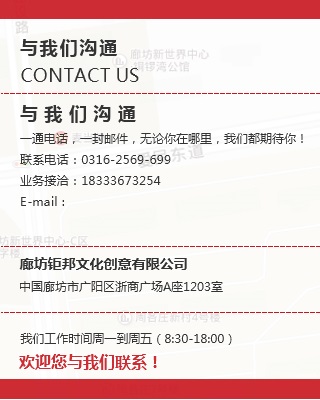 与我们沟通
CONTACT US
与我们沟通
一通电话，一封邮件，无论你在哪里，我们都期待你！
联系电话：0316-2569-699
业务接洽：18333673254
E-mail：
廊坊钜邦文化创意有限公司
中国廊坊市广阳区浙商广场A座1203室
我们工作时间周一到周五（8:30-18:00）
欢迎您与我们联系！